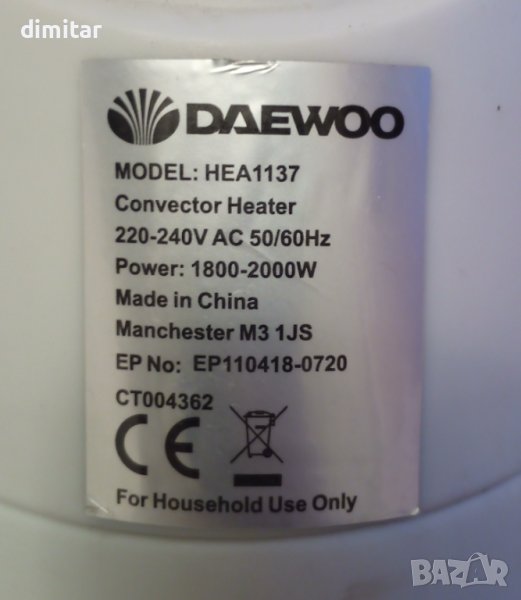 dimitar
DAEWOO
MODEL: HEA1137
Convector Heater
220-240V AC 50/60Hz
Power: 1800-2000W
Made in China
Manchester M3 1JS
EP No: EP110418-0720
CT004362
CE
For Household Use Only
BAZAR